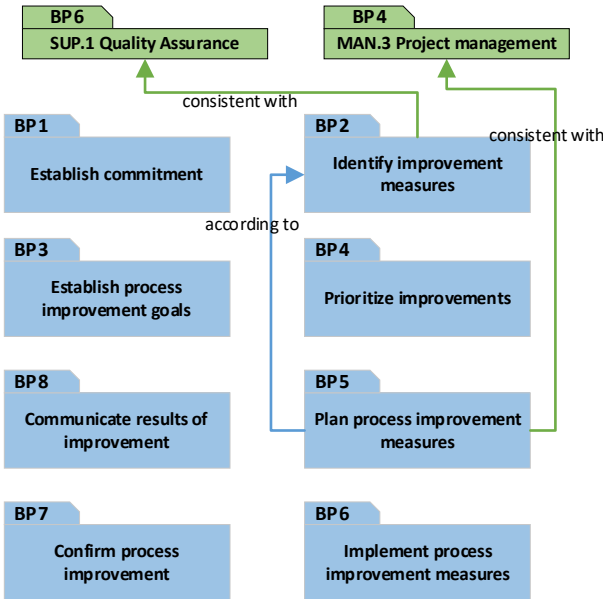 BP6
SUP.1 Quality Assurance
BP4
MAN.3 Project management
consistent with
consistent with
BP1
Establish commitment
BP2
Identify improvement
measures
according to
BP3
Establish process
improvement goals
BP4
Prioritize improvements
BP8
Communicate results of
improvement
BP5
Plan process improvement
measures
BP7
Confirm process
improvement
BP6
Implement process
improvement measures